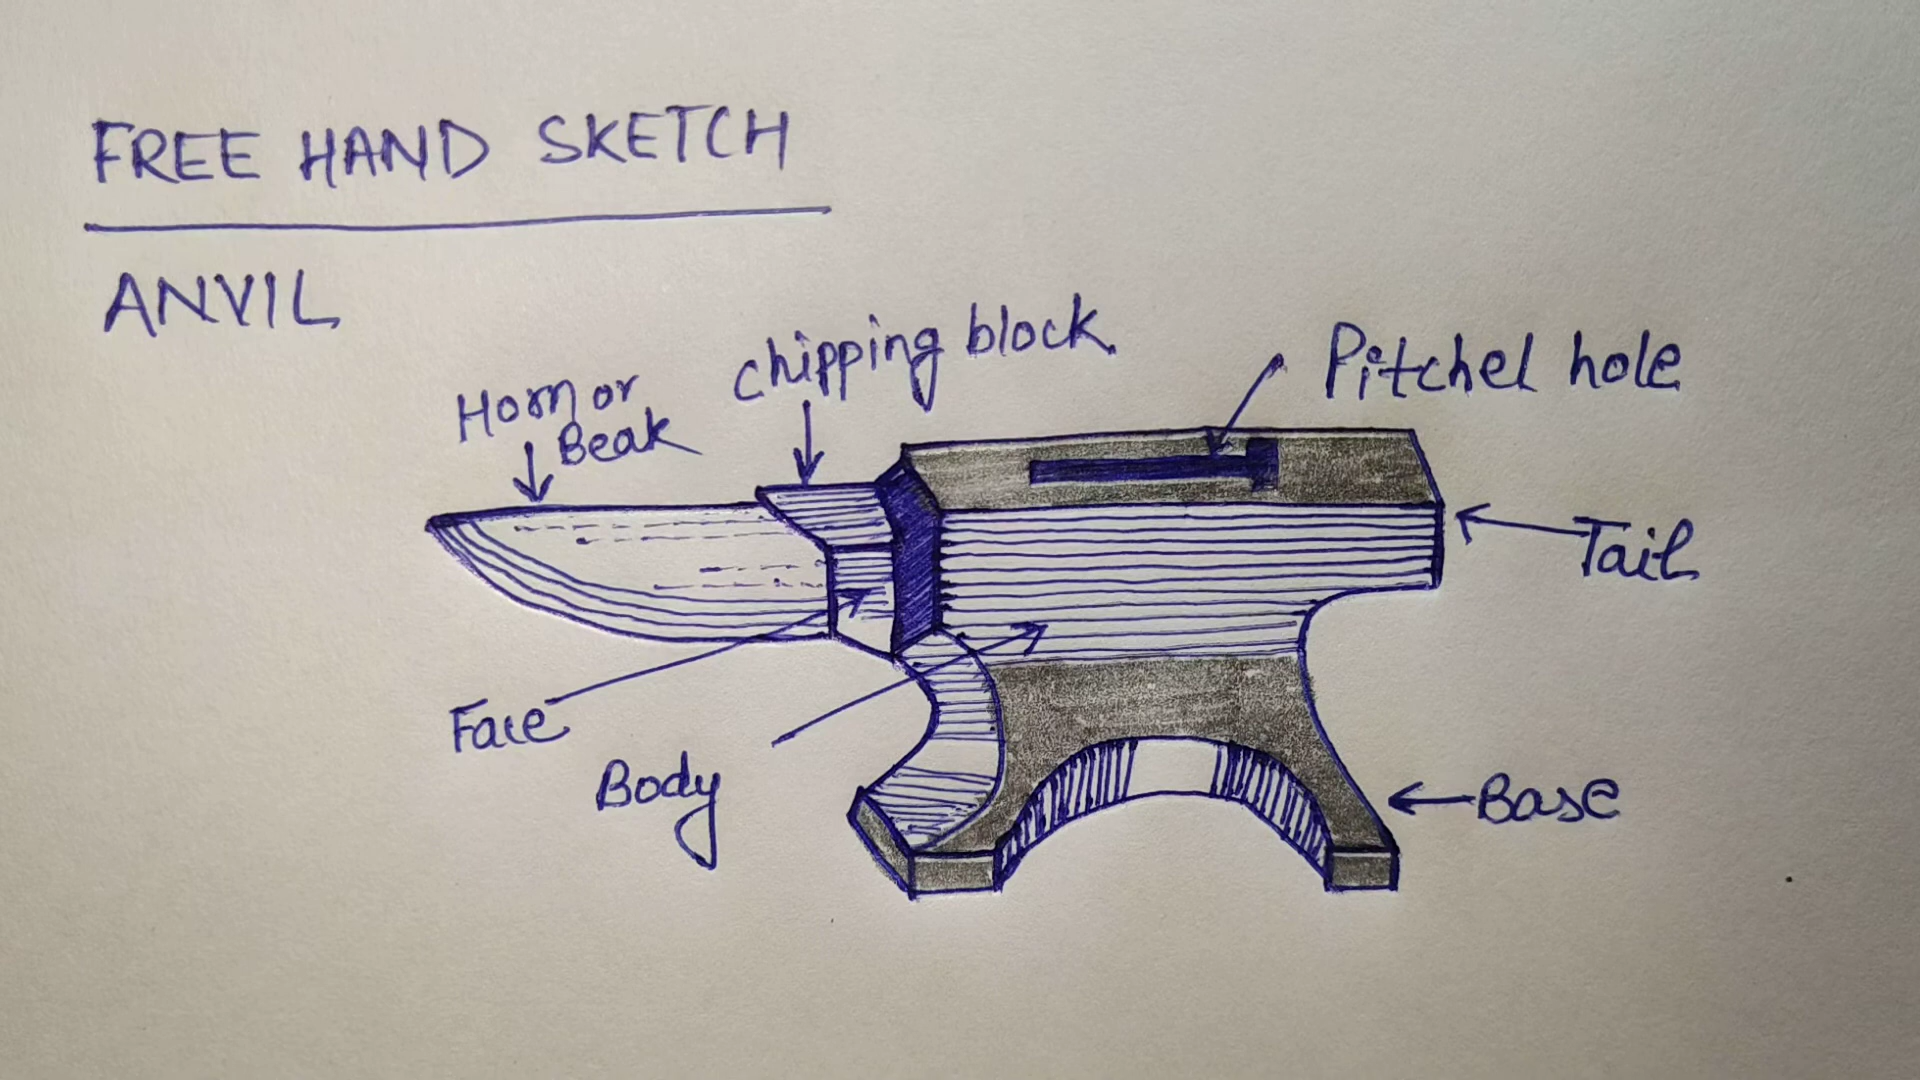 FREE HAND SKETCH
ANVIL
Horn or
Beak
chipping block
Pitchel hole
Tail
Face
Body
Base